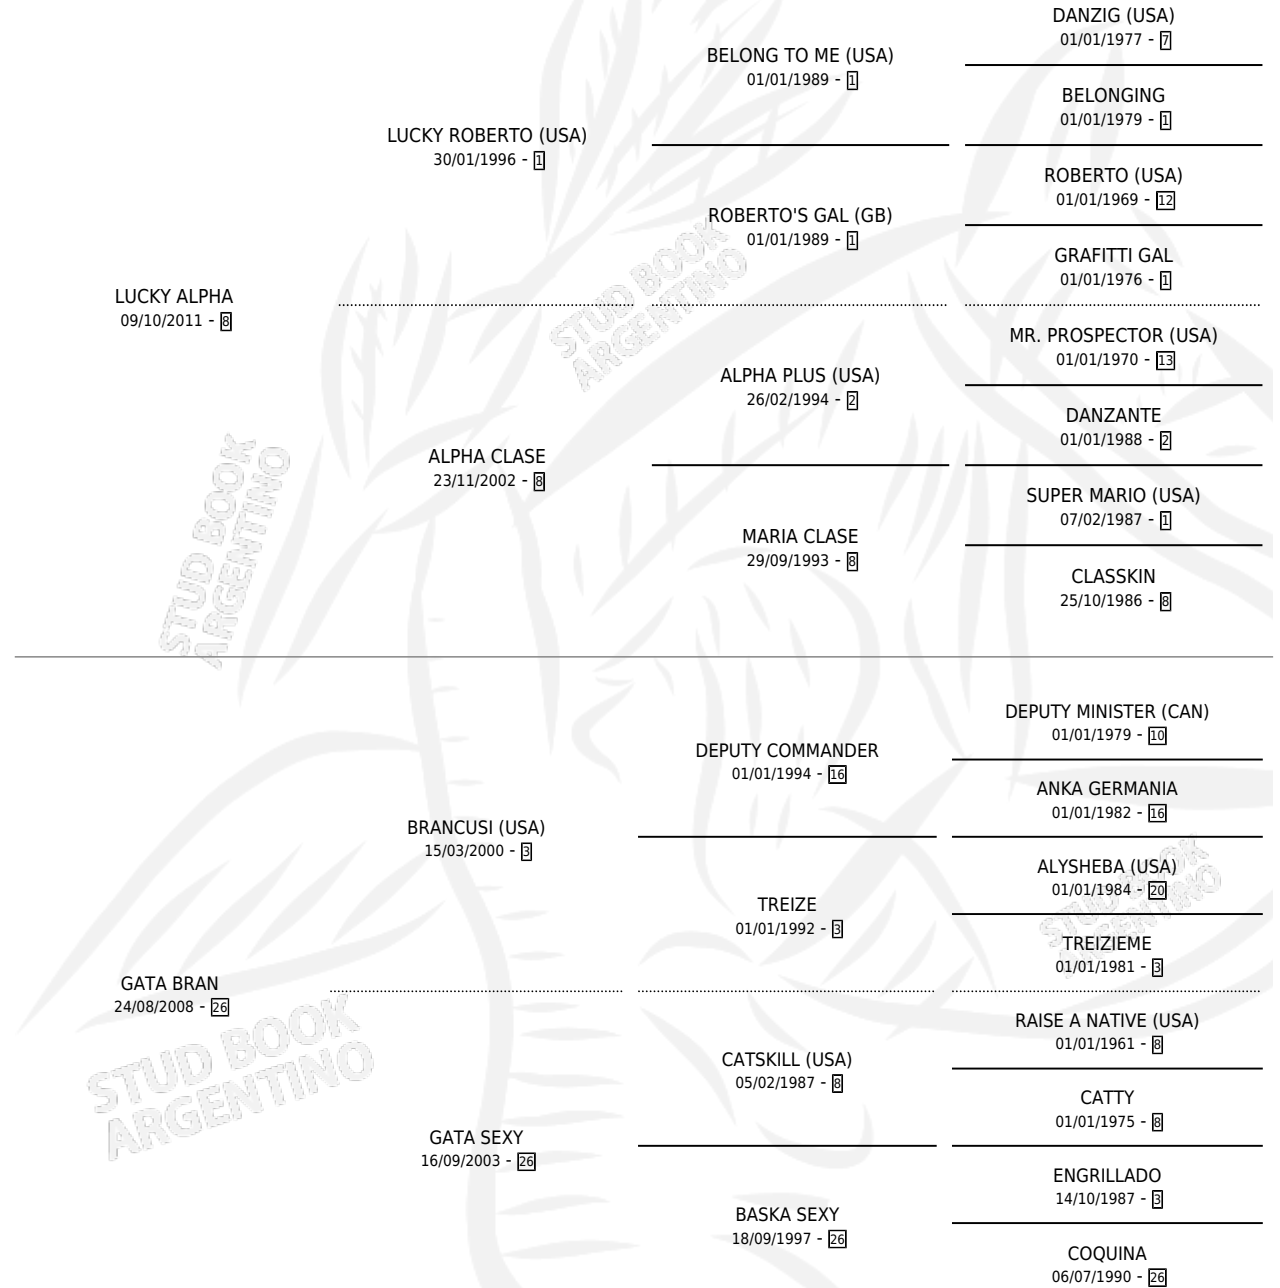 DANZIG (USA)
01/01/1977 - 7
BELONG TO ME (USA)
01/01/1989 - 1
BELONGING
01/01/1979 - 1
LUCKY ROBERTO (USA)
30/01/1996 - 1
ROBERTO (USA)
01/01/1969 - 12
ROBERTO'S GAL (GB)
01/01/1989 - 1
GRAFITTI GAL
01/01/1976 - 1
LUCKY ALPHA
09/10/2011 - 8
STUD BOOK
ARGENTINO
MR. PROSPECTOR (USA)
01/01/1970 - 13
ALPHA PLUS (USA)
26/02/1994 - 2
DANZANTE
01/01/1988 - 2
ALPHA CLASE
23/11/2002 - 8
SUPER MARIO (USA)
07/02/1987 - 1
MARIA CLASE
29/09/1993 - 8
CLASSKIN
25/10/1986 - 8
STUD BOOK
ARGENTINO
DEPUTY MINISTER (CAN)
01/01/1979 - 10
DEPUTY COMMANDER
01/01/1994 - 16
ANKA GERMANIA
01/01/1982 - 16
BRANCUSI (USA)
15/03/2000 - 3
ALYSHEBA (USA)
01/01/1984 - 20
TREIZE
01/01/1992 - 3
TREIZIEME
01/01/1981 - 3
STUD BOOK
ARGENTINO
GATA BRAN
24/08/2008 - 26
RAISE A NATIVE (USA)
01/01/1961 - 8
CATSKILL (USA)
05/02/1987 - 8
CATTY
01/01/1975 - 8
STUD BOOK
ARGENTINO
GATA SEXY
16/09/2003 - 26
ENGRILLADO
14/10/1987 - 3
BASKA SEXY
18/09/1997 - 26
COQUINA
06/07/1990 - 26